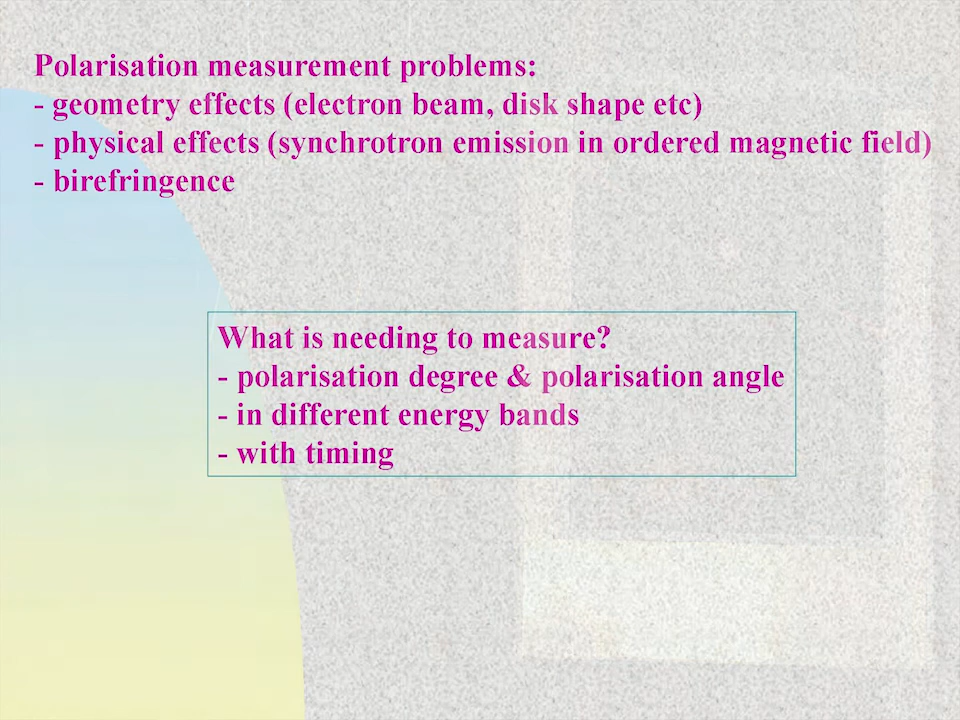 Polarisation measurement problems:
- geometry effects (electron beam, disk shape etc)
- physical effects (synchrotron emission in ordered magnetic field)
- birefringence
What is needing to measure?
- polarisation degree & polarisation angle
- in different energy bands
- with timing